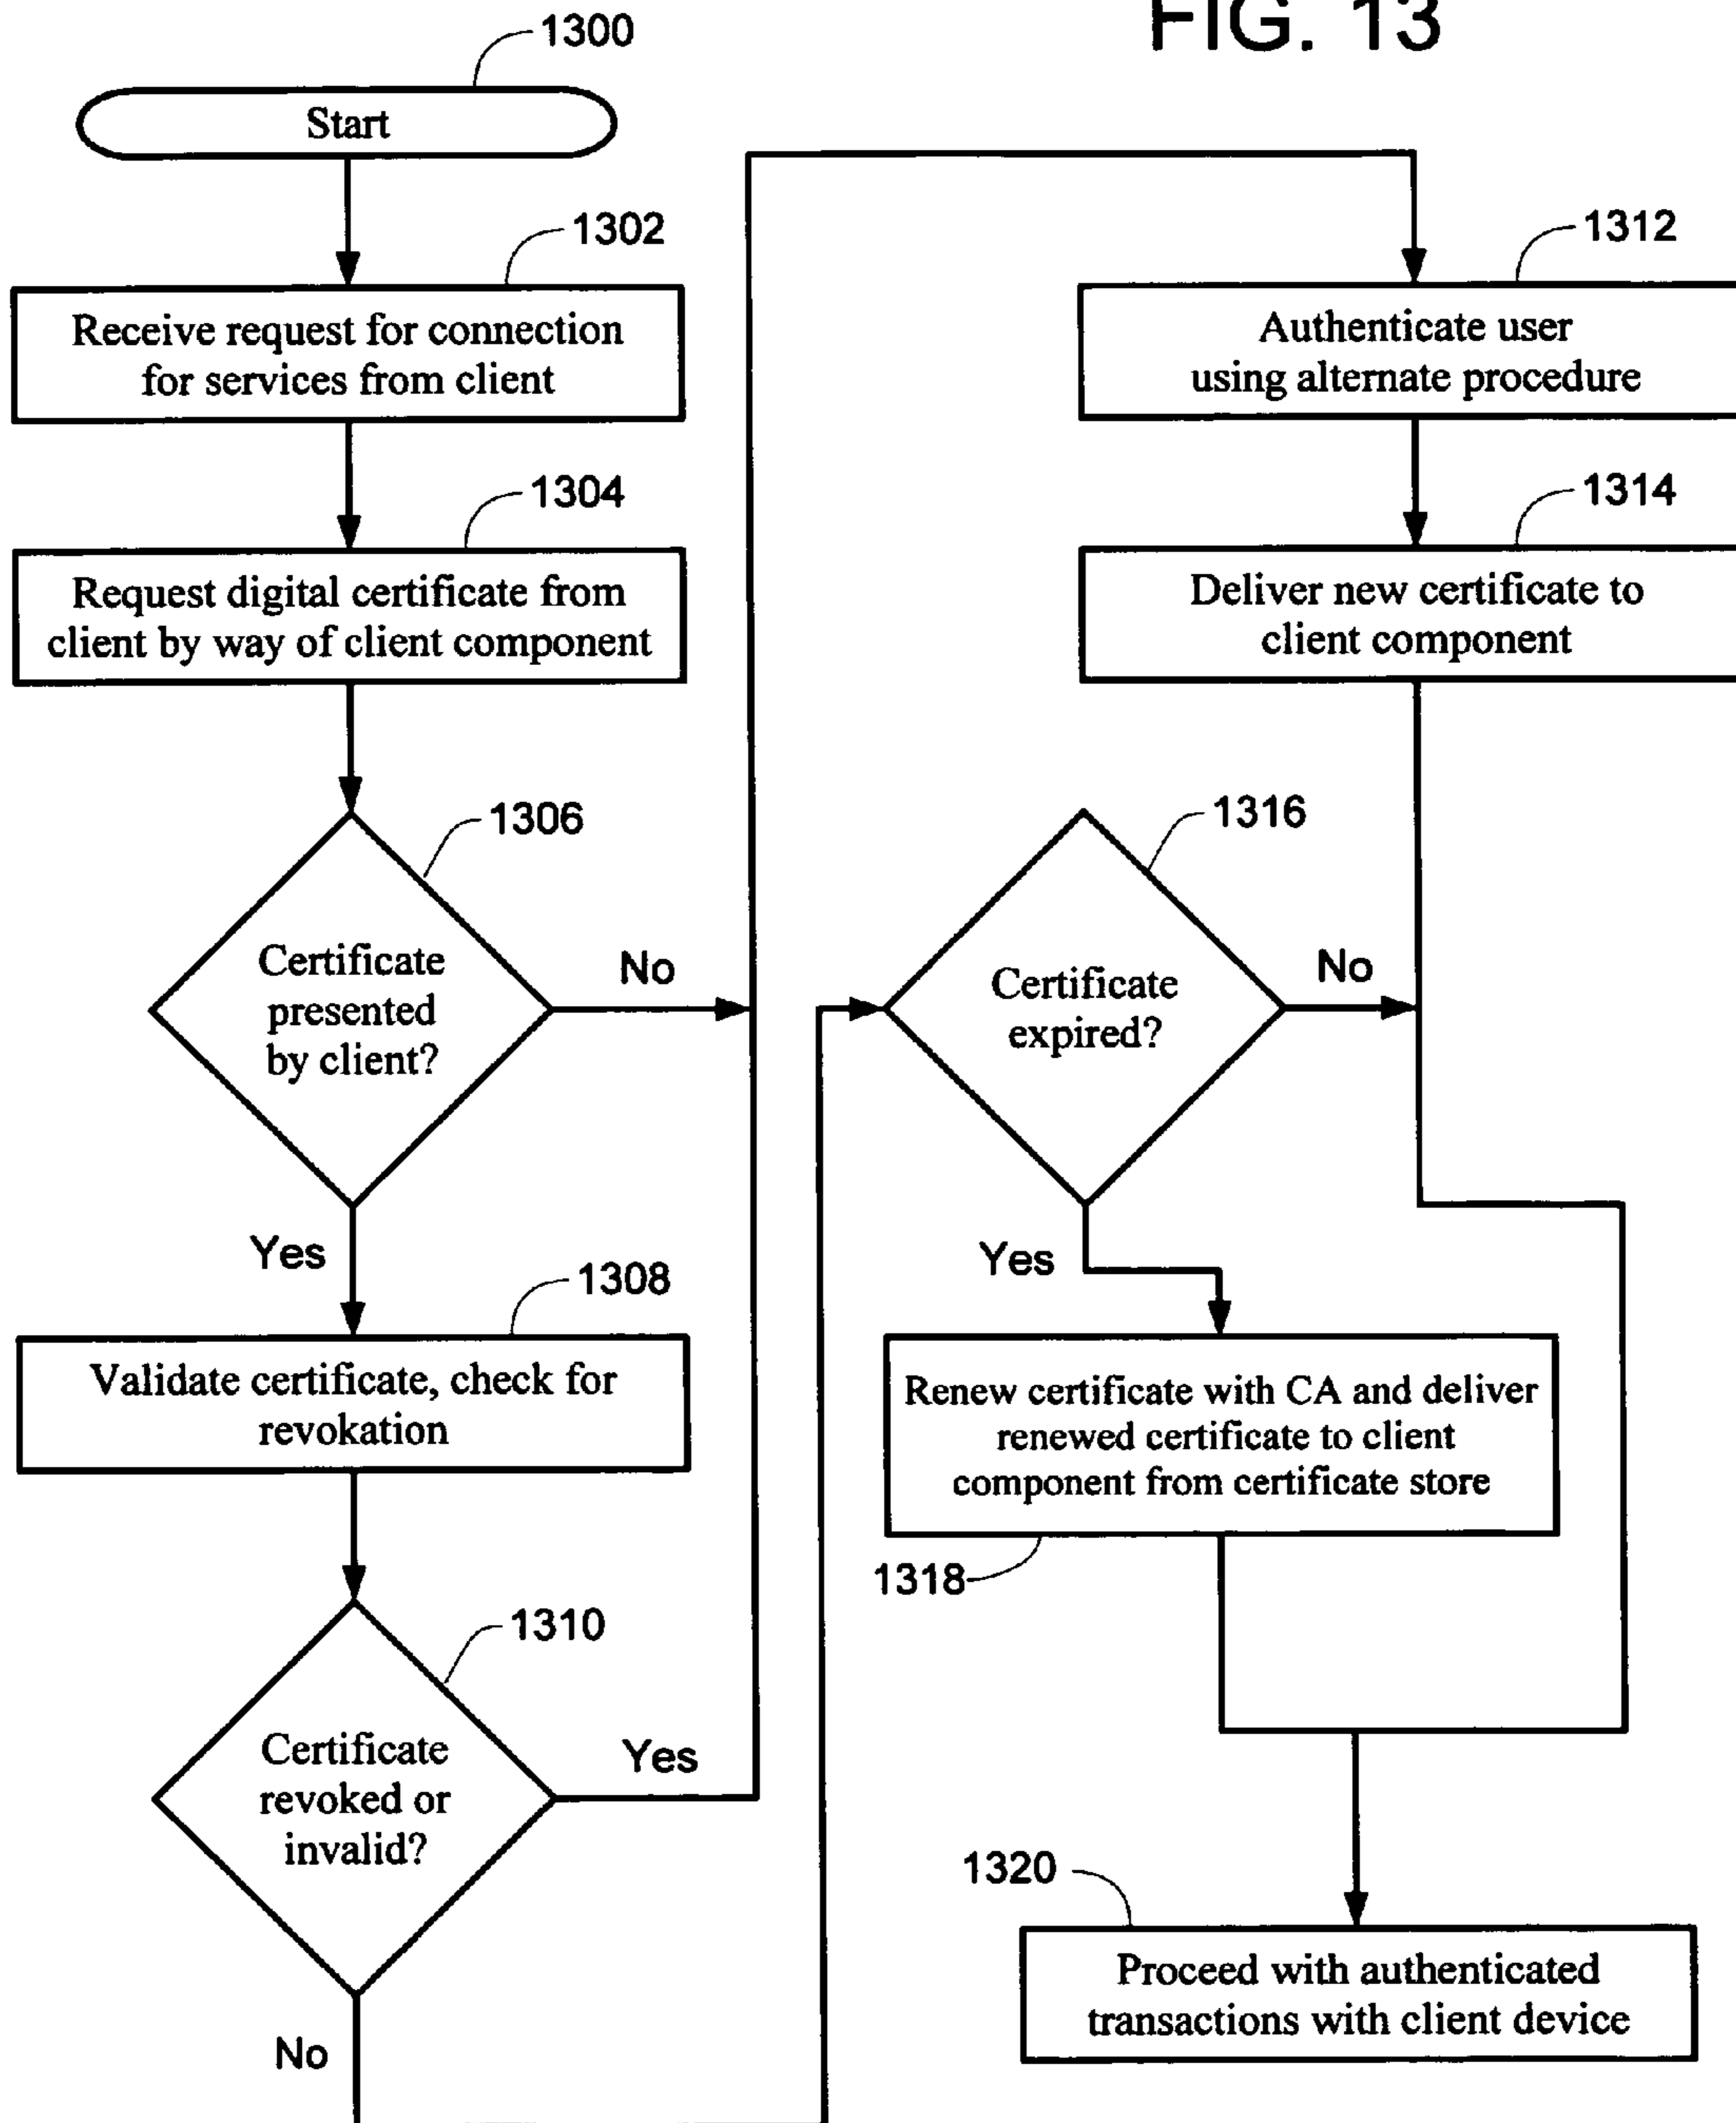 FIG. 13
1300
Start
1302
Receive request for connection
for services from client
1304
Request digital certificate from
client by way of client component
1306
Certificate
presented
by client?
No
Yes
1308
Validate certificate, check for
revokation
1310
Certificate
revoked or
invalid?
Yes
No
1312
Authenticate user
using alternate procedure
1314
Deliver new certificate to
client component
1316
Certificate
expired?
No
Yes
Renew certificate with CA and deliver
renewed certificate to client
component from certificate store
1318
1320
Proceed with authenticated
transactions with client device